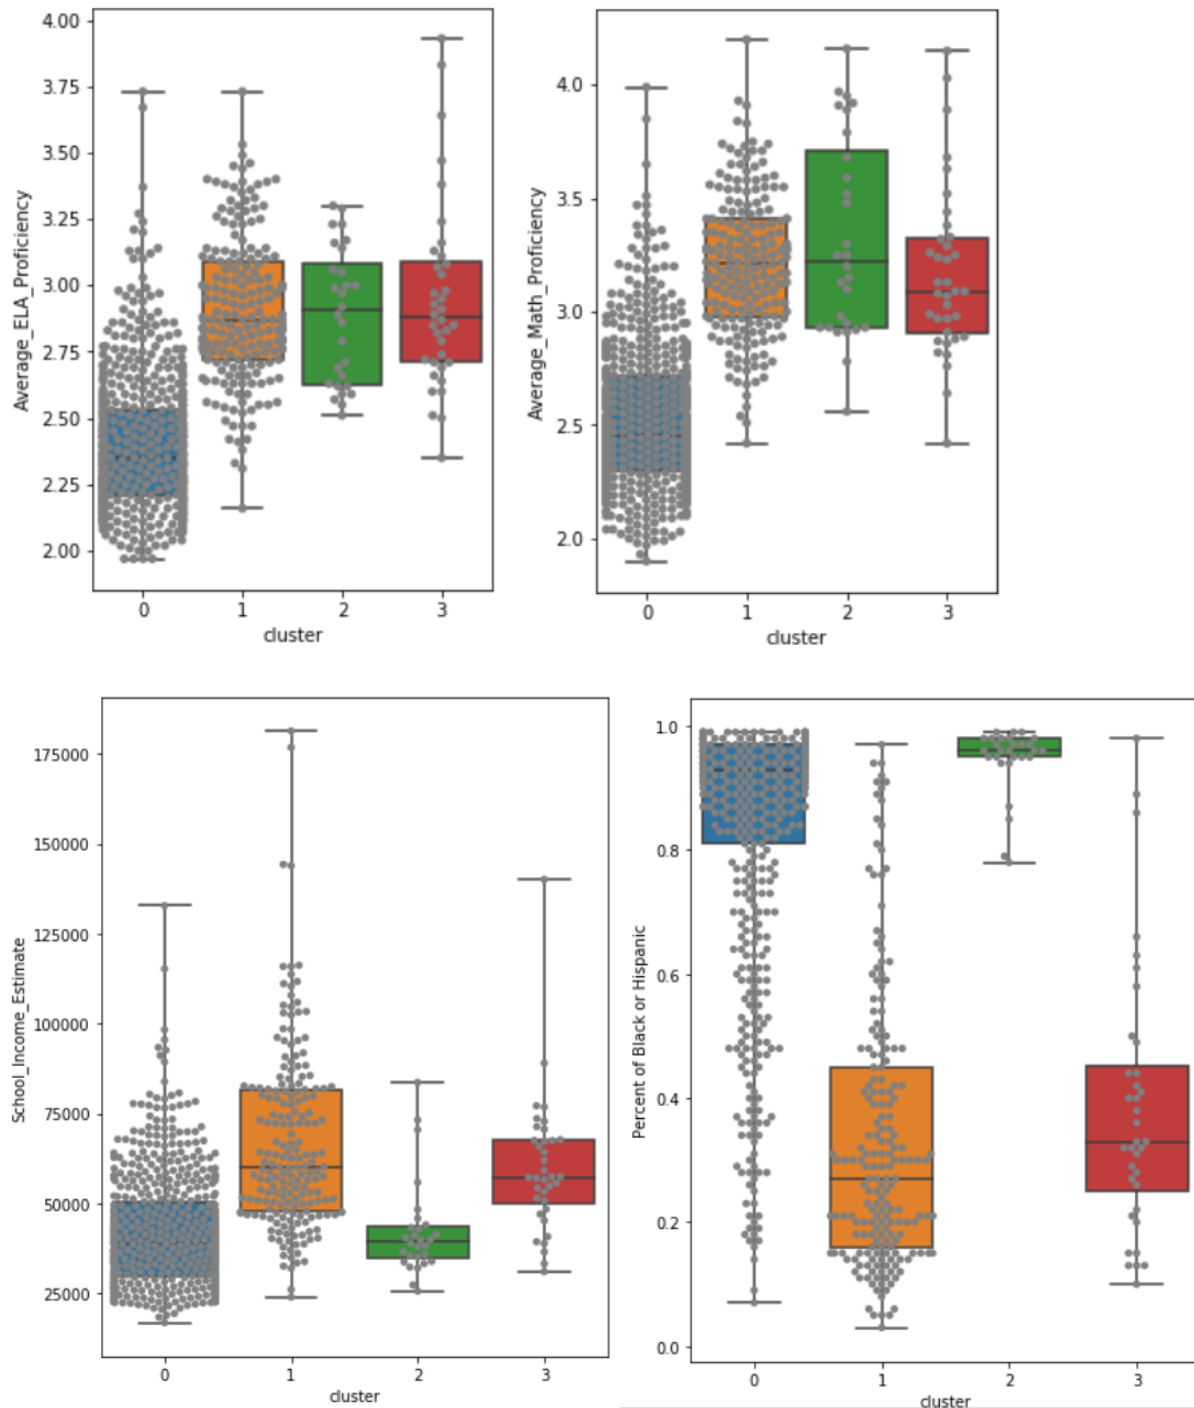 Average_ELA_Proficiency
4.00
3.75
3.50
3.25
3.00
2.75
2.50
2.25
2.00
0 1 2 3
cluster
Average_Math_Proficiency
4.0
3.5
3.0
2.5
2.0
0 1 2 3
cluster
School_Income_Estimate
175000
150000
125000
100000
75000
50000
25000
0 1 2 3
cluster
Percent of Black or Hispanic
1.0
0.8
0.6
0.4
0.2
0.0
0 1 2 3
cluster